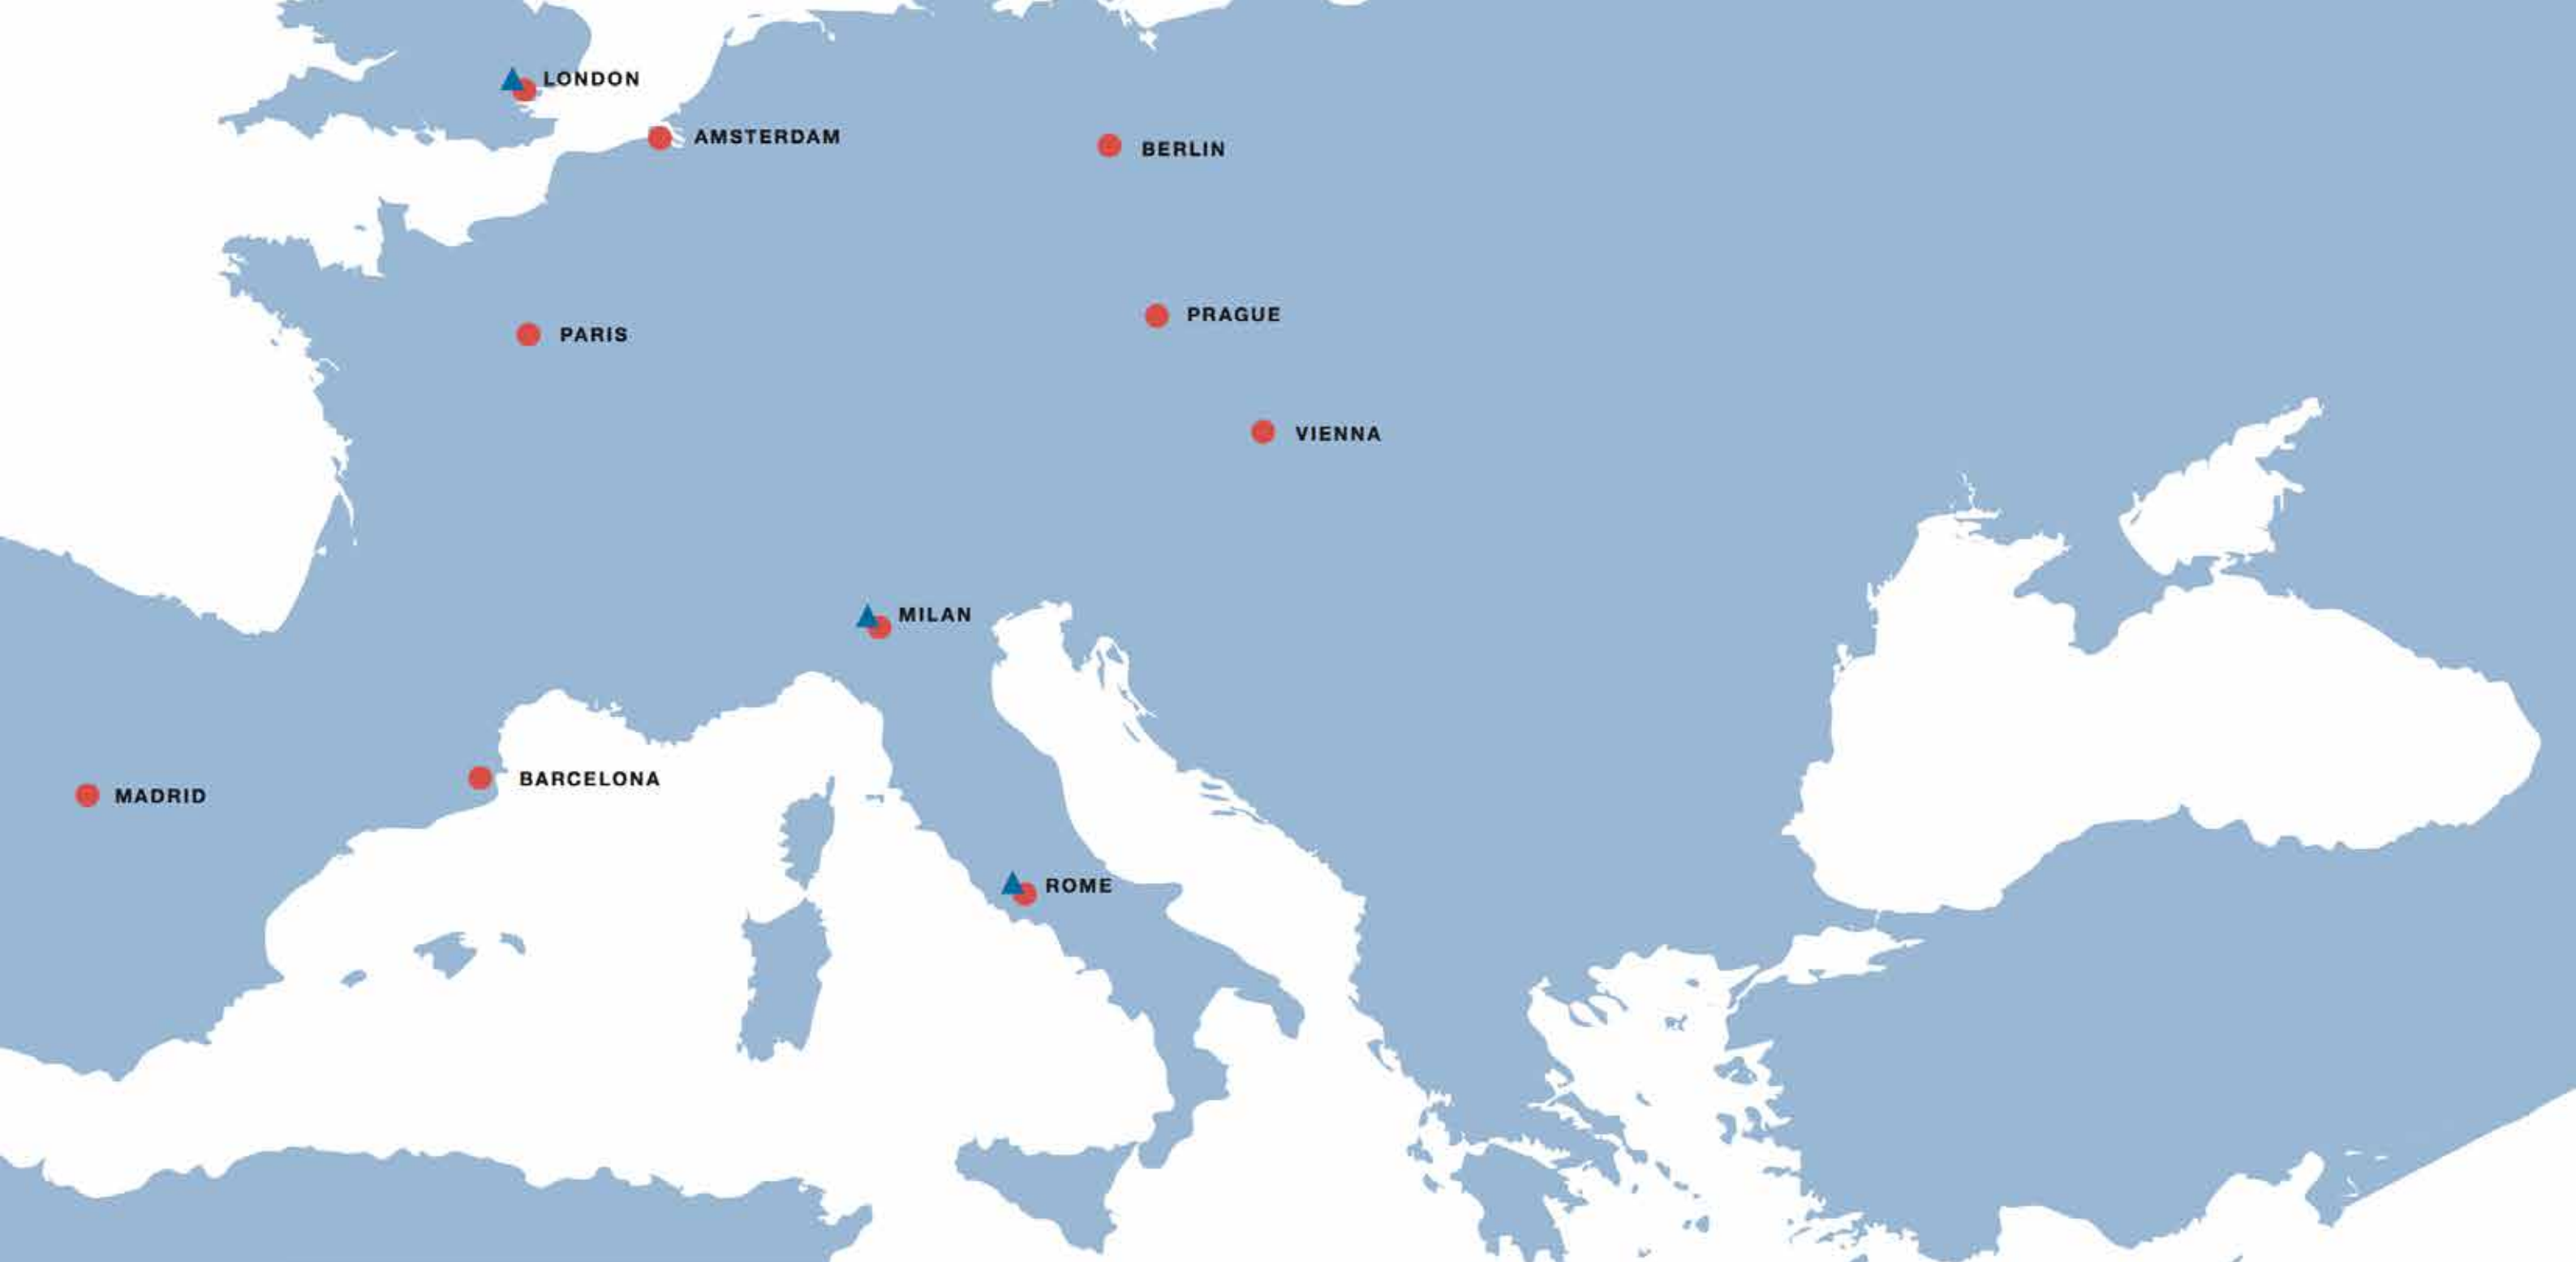 LONDON
AMSTERDAM
BERLIN
PRAGUE
PARIS
VIENNA
MILAN
BARCELONA
MADRID
ROME